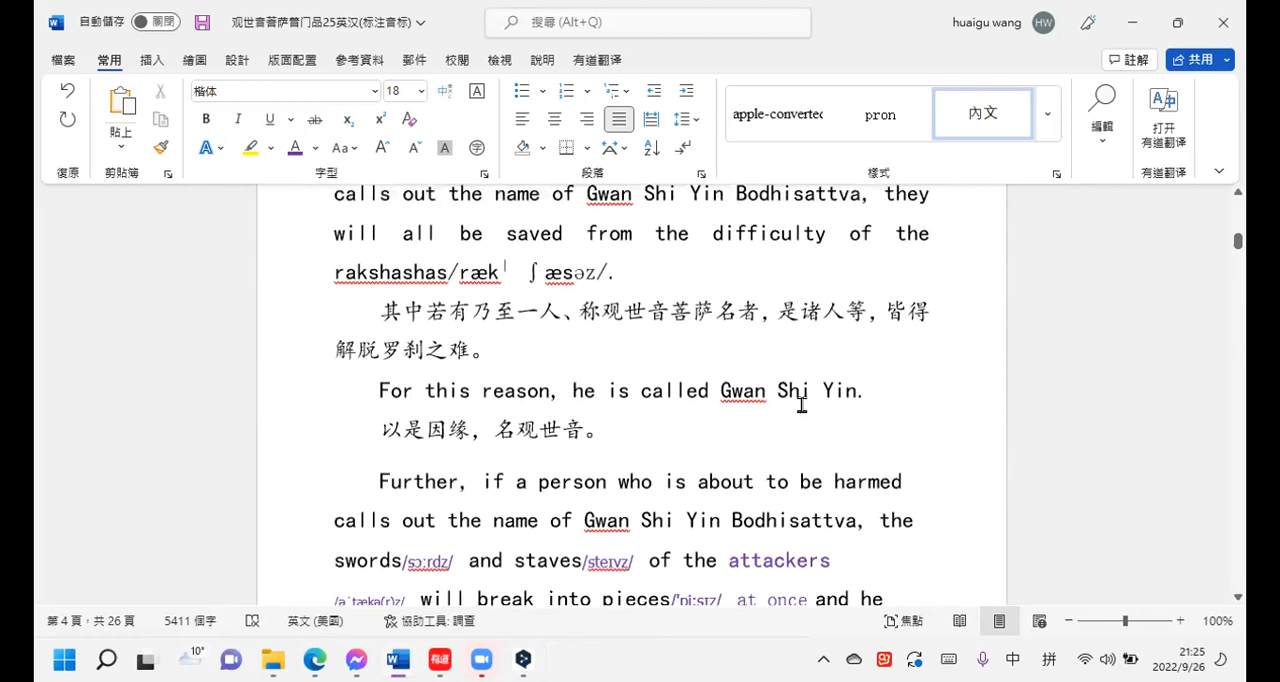 自動儲存 關閉 观世音菩萨普门品25英汉(标注音标) 搜尋 (Alt+Q) huaigu wang HW
檔案 常用 插入 繪圖 設計 版面配置 參考資料 郵件 校閱 檢視 說明 有道翻译 註解 共用
楷体 18 中 A apple-converted pron 內文
貼上 B I U ab x₂ x² A 編輯 打开
有道翻译
A A Aa A A A 字
復原 剪貼簿 字型 段落 樣式 有道翻译
calls out the name of Gwan Shi Yin Bodhisattva, they
will all be saved from the difficulty of the
rakshashas/rækˈʃæsəz/.
其中若有乃至一人、称观世音菩萨名者，是诸人等，皆得
解脱罗刹之难。
For this reason, he is called Gwan Shi Yin.
以是因缘，名观世音。
Further, if a person who is about to be harmed
calls out the name of Gwan Shi Yin Bodhisattva, the
swords/sɔːrdz/ and staves/steɪvz/ of the attackers
/əˈtækə(r)z/ will break into pieces/ˈpiːsɪz/ at once and he
第 4 頁，共 26 頁 5411 個字 英文 (美國) 協助工具: 調查 焦點 100%
10° 有道 中 拼 21:25
2022/9/26